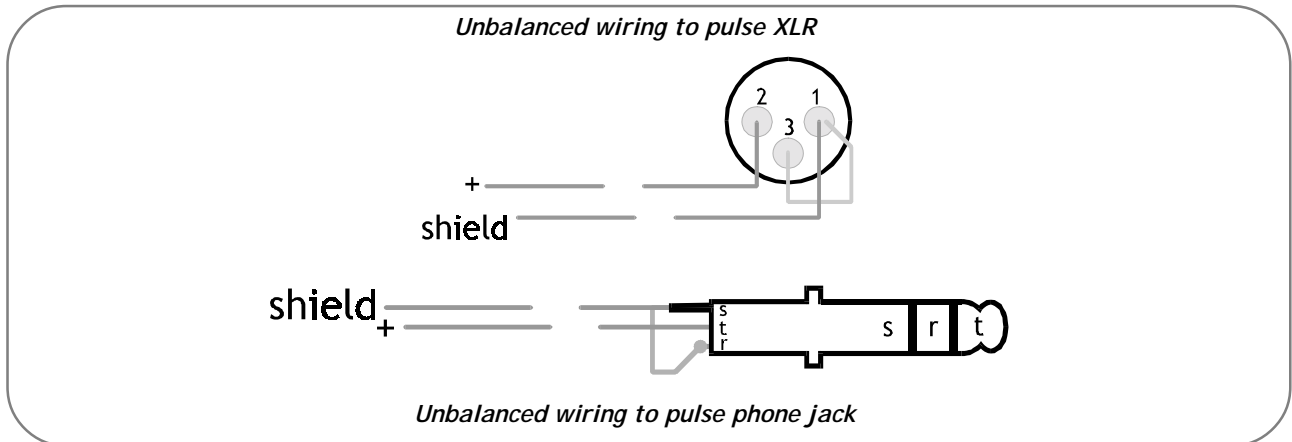 Unbalanced wiring to pulse XLR
2 1
3
+
shield
shield
+
s
t
r
s r t
Unbalanced wiring to pulse phone jack